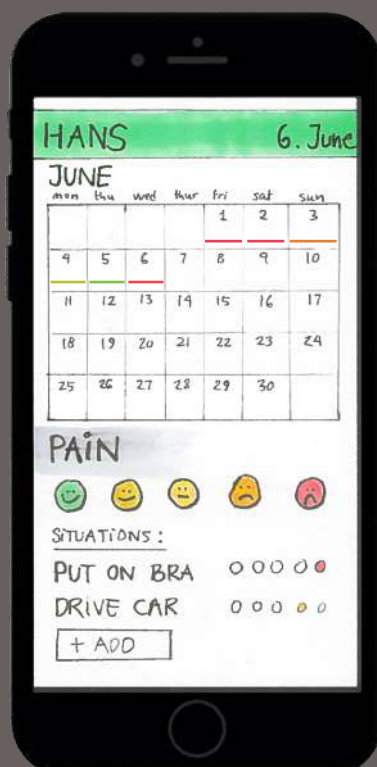 HANS 6. June
JUNE
mon thu wed thur fri sat sun
1 2 3
4 5 6 7 8 9 10
11 12 13 14 15 16 17
18 19 20 21 22 23 24
25 26 27 28 29 30
PAIN
SITUATIONS:
PUT ON BRA
DRIVE CAR
+ ADD